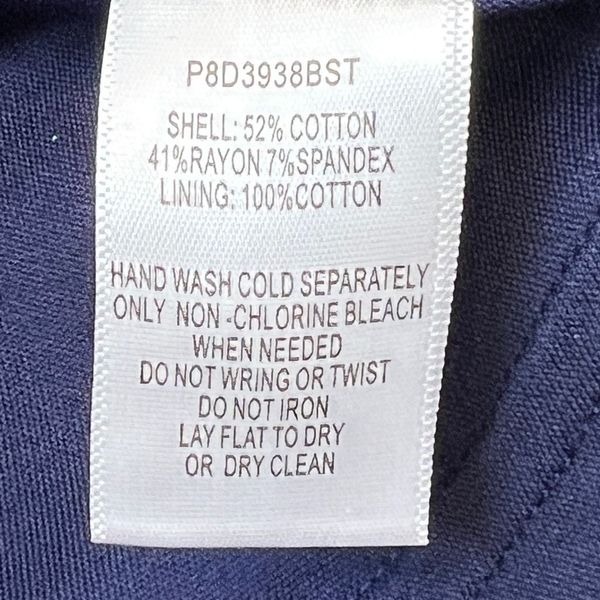 P8D3938BST
SHELL: 52% COTTON
41%RAYON 7%SPANDEX
LINING: 100%COTTON
HAND WASH COLD SEPARATELY
ONLY NON-CHLORINE BLEACH
WHEN NEEDED
DO NOT WRING OR TWIST
DO NOT IRON
LAY FLAT TO DRY
OR DRY CLEAN